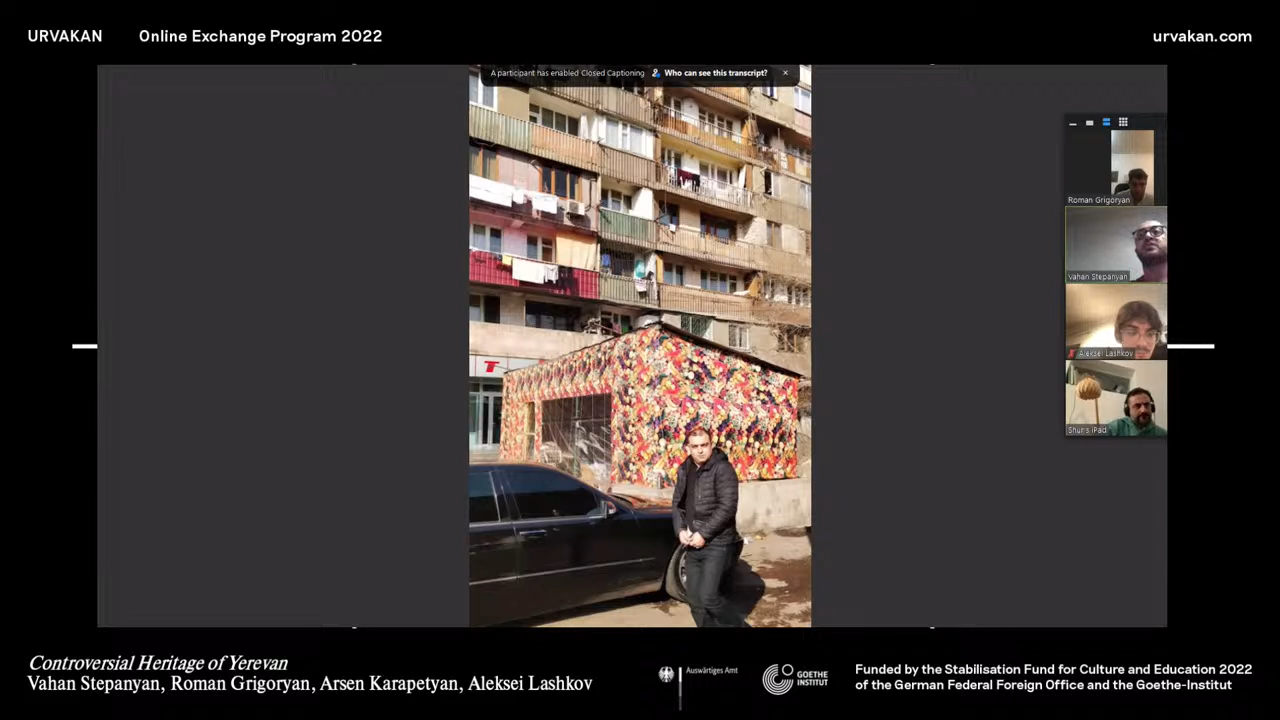 URVAKAN
Online Exchange Program 2022
urvakan.com
A participant has enabled Closed Captioning
Who can see this transcript?
Roman Grigoryan
Vahan Stepanyan
Aleksei Lashkov
Shur's iPad
T
Controversial Heritage of Yerevan
Vahan Stepanyan, Roman Grigoryan, Arsen Karapetyan, Aleksei Lashkov
Auswärtiges Amt
GOETHE
INSTITUT
Funded by the Stabilisation Fund for Culture and Education 2022
of the German Federal Foreign Office and the Goethe-Institut